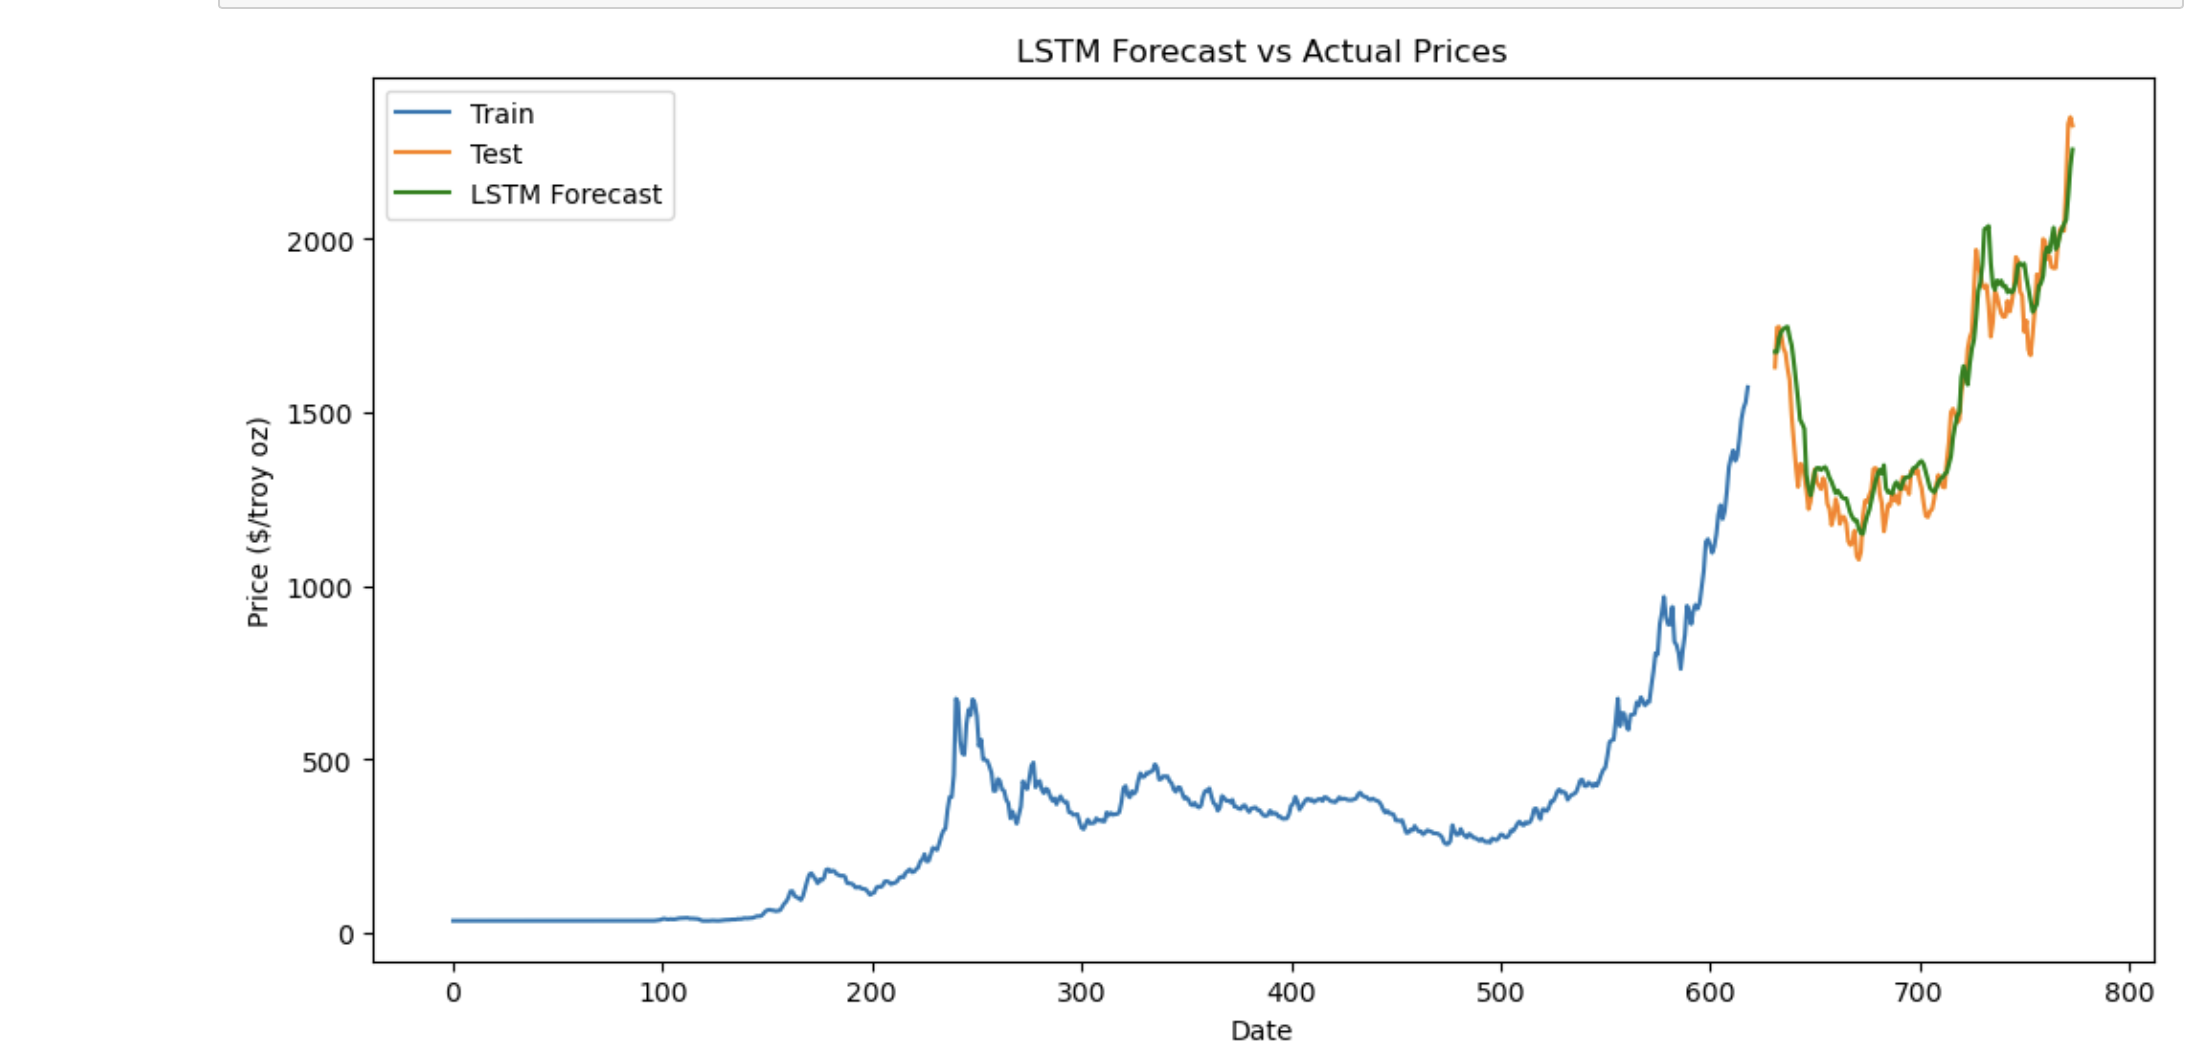 LSTM Forecast vs Actual Prices
Train
Test
LSTM Forecast
Price ($/troy oz)
2000
1500
1000
500
0
0 100 200 300 400 500 600 700 800
Date